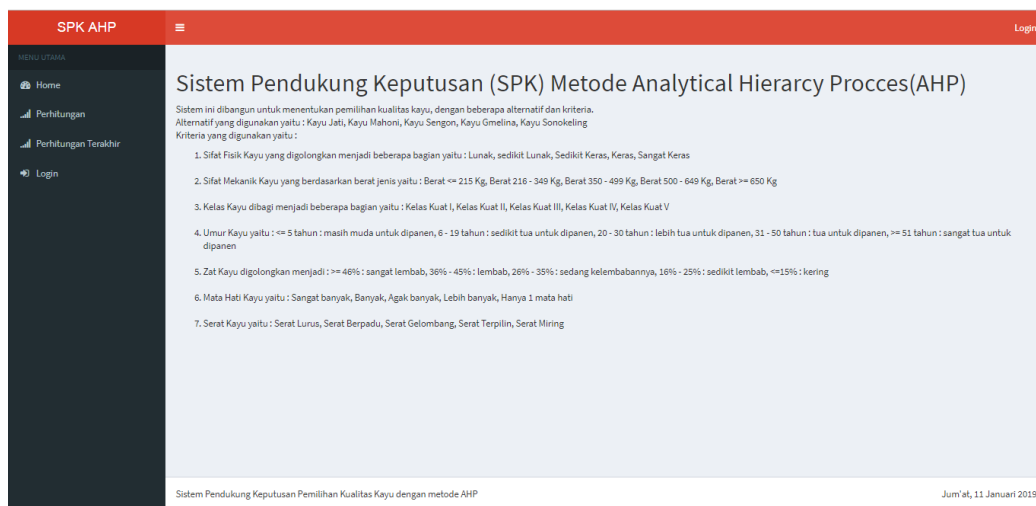 SPK AHP
Login
MENU UTAMA
Home
Perhitungan
Perhitungan Terakhir
Login
Sistem Pendukung Keputusan (SPK) Metode Analytical Hierarcy Procces(AHP)
Sistem ini dibangun untuk menentukan pemilihan kualitas kayu, dengan beberapa alternatif dan kriteria.
Alternatif yang digunakan yaitu : Kayu Jati, Kayu Mahoni, Kayu Sengon, Kayu Gmelina, Kayu Sonokeling
Kriteria yang digunakan yaitu :
1. Sifat Fisik Kayu yang digolongkan menjadi beberapa bagian yaitu : Lunak, sedikit Lunak, Sedikit Keras, Keras, Sangat Keras
2. Sifat Mekanik Kayu yang berdasarkan berat jenis yaitu : Berat <= 215 Kg, Berat 216 - 349 Kg, Berat 350 - 499 Kg, Berat 500 - 649 Kg, Berat >= 650 Kg
3. Kelas Kayu dibagi menjadi beberapa bagian yaitu : Kelas Kuat I, Kelas Kuat II, Kelas Kuat III, Kelas Kuat IV, Kelas Kuat V
4. Umur Kayu yaitu : <= 5 tahun : masih muda untuk dipanen, 6 - 19 tahun : sedikit tua untuk dipanen, 20 - 30 tahun : lebih tua untuk dipanen, 31 - 50 tahun : tua untuk dipanen, >= 51 tahun : sangat tua untuk
dipanen
5. Zat Kayu digolongkan menjadi : >= 46% : sangat lembab, 36% - 45% : lembab, 26% - 35% : sedang kelembabannya, 16% - 25% : sedikit lembab, <=15% : kering
6. Mata Hati Kayu yaitu : Sangat banyak, Banyak, Agak banyak, Lebih banyak, Hanya 1 mata hati
7. Serat Kayu yaitu : Serat Lurus, Serat Berpadu, Serat Gelombang, Serat Terpilin, Serat Miring
Sistem Pendukung Keputusan Pemilihan Kualitas Kayu dengan metode AHP
Jum'at, 11 Januari 2019